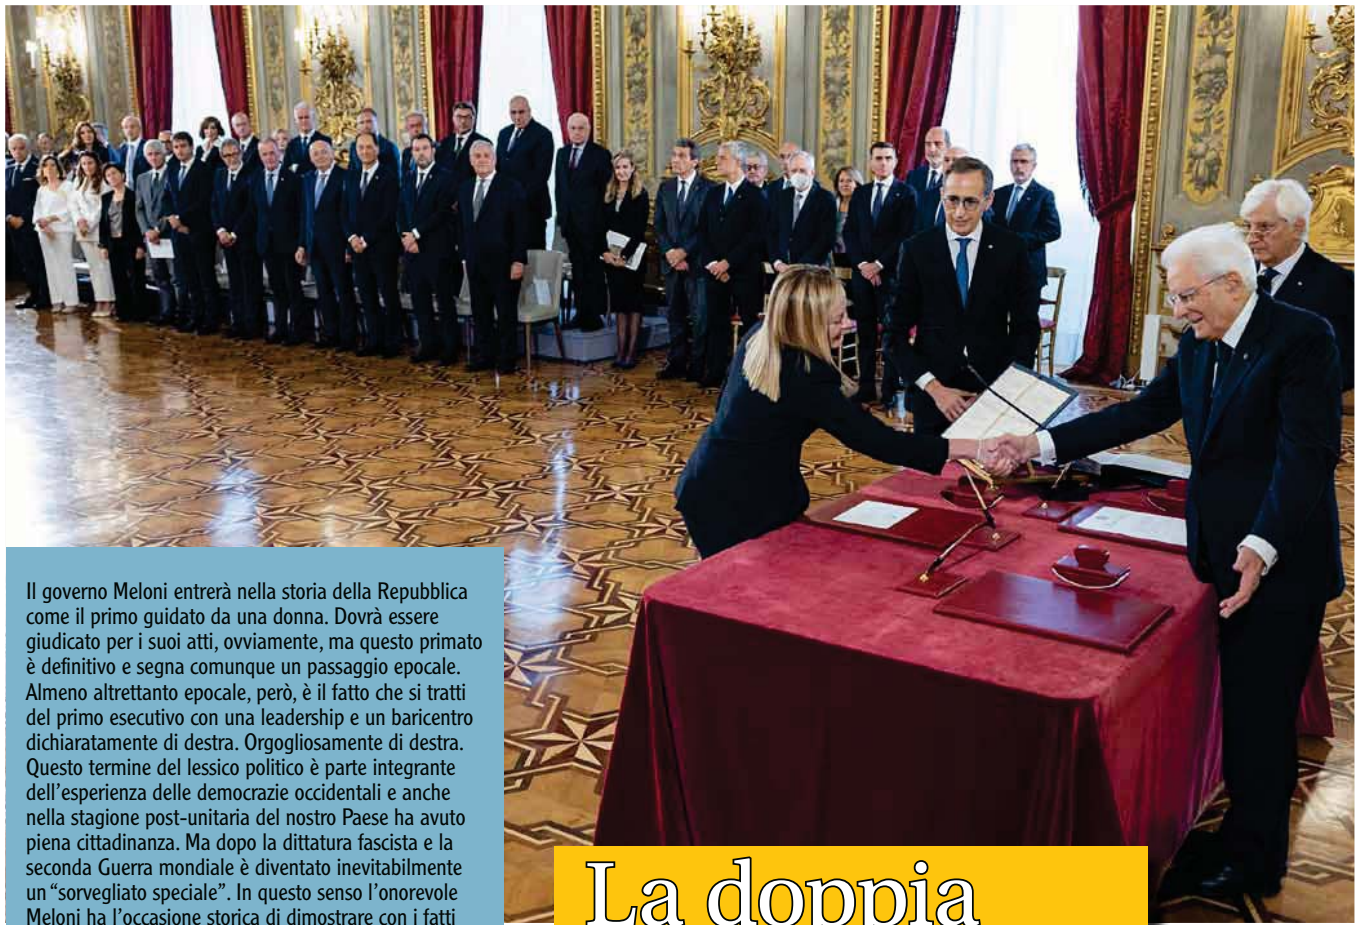 Il governo Meloni entrerà nella storia della Repubblica
come il primo guidato da una donna. Dovrà essere
giudicato per i suoi atti, ovviamente, ma questo primato
è definitivo e segna comunque un passaggio epocale.
Almeno altrettanto epocale, però, è il fatto che si tratti
del primo esecutivo con una leadership e un baricentro
dichiaratamente di destra. Orgogliosamente di destra.
Questo termine del lessico politico è parte integrante
dell’esperienza delle democrazie occidentali e anche
nella stagione post-unitaria del nostro Paese ha avuto
piena cittadinanza. Ma dopo la dittatura fascista e la
seconda Guerra mondiale è diventato inevitabilmente
un “sorvegliato speciale”. In questo senso l’onorevole
Meloni ha l’occasione storica di dimostrare con i fatti
La doppia